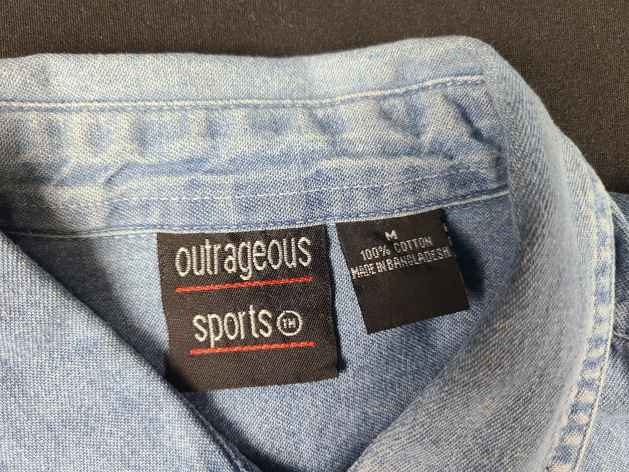 outrageous
sports TM
M
100% COTTON
MADE IN BANGLADESH